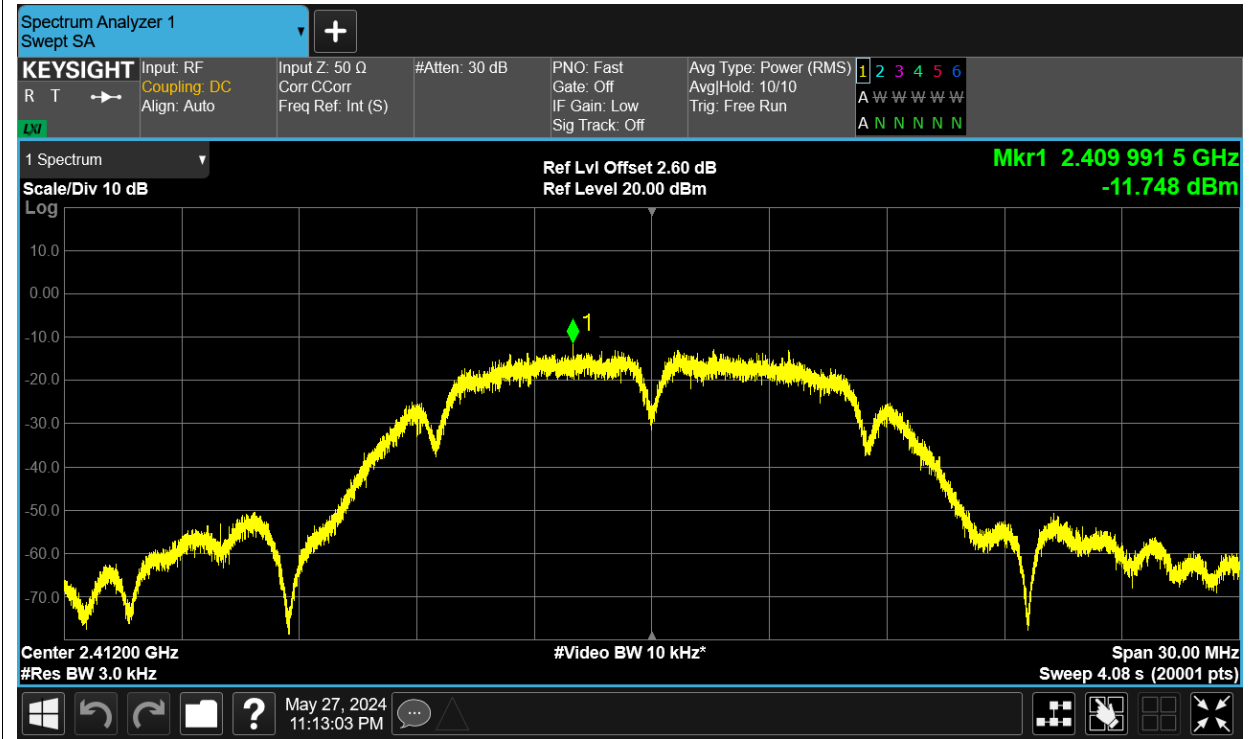 Spectrum Analyzer 1
Swept SA
+
KEYSIGHT
R T
LXI
Input: RF
Coupling: DC
Align: Auto
Input Z: 50 Ω
Corr CCorr
Freq Ref: Int (S)
#Atten: 30 dB
PNO: Fast
Gate: Off
IF Gain: Low
Sig Track: Off
Avg Type: Power (RMS)
Avg|Hold: 10/10
Trig: Free Run
1 2 3 4 5 6
A W W W W W
A N N N N N
1 Spectrum
Scale/Div 10 dB
Log
Ref Lvl Offset 2.60 dB
Ref Level 20.00 dBm
Mkr1 2.409 991 5 GHz
-11.748 dBm
10.0
0.00
-10.0
-20.0
-30.0
-40.0
-50.0
-60.0
-70.0
1
Center 2.41200 GHz
#Res BW 3.0 kHz
#Video BW 10 kHz*
Span 30.00 MHz
Sweep 4.08 s (20001 pts)
?
May 27, 2024
11:13:03 PM